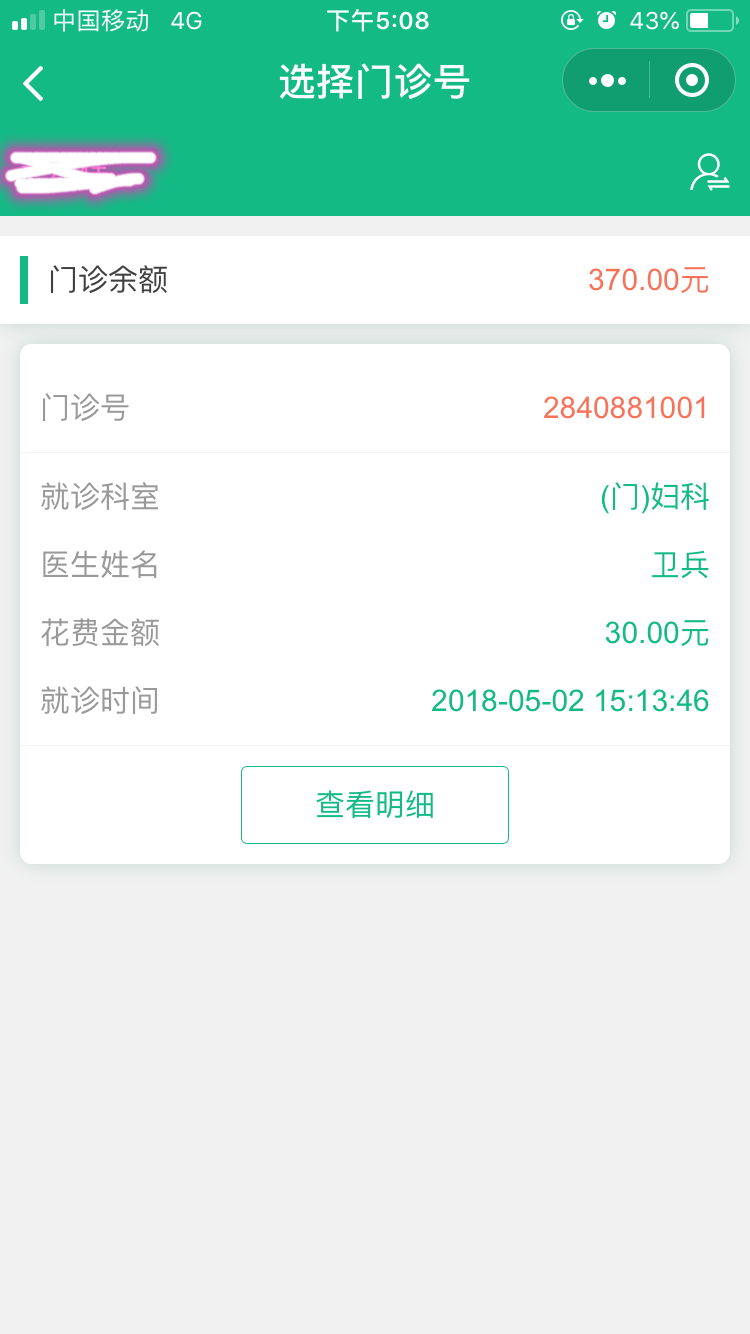 中国移动 4G 下午5:08 43%
选择门诊号
门诊余额 370.00元
门诊号 2840881001
就诊科室 (门)妇科
医生姓名 卫兵
花费金额 30.00元
就诊时间 2018-05-02 15:13:46
查看明细